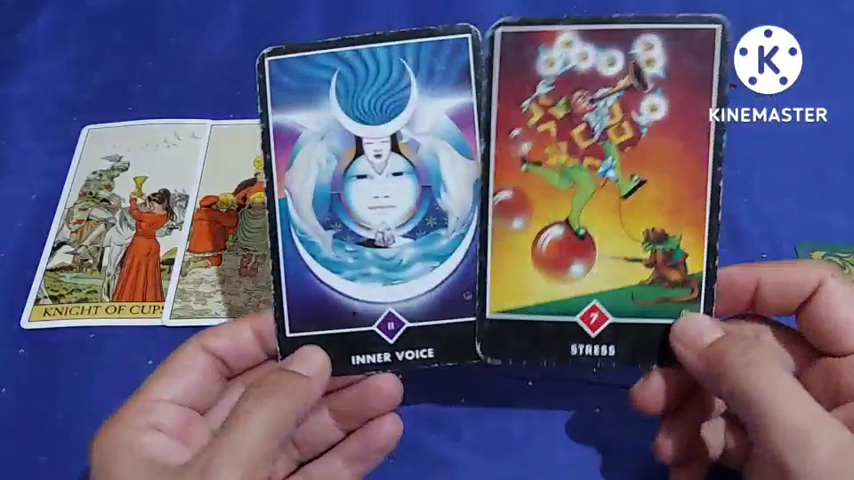 K
KINEMASTER
KNIGHT OF CUPS
II
INNER VOICE
7
STRESS